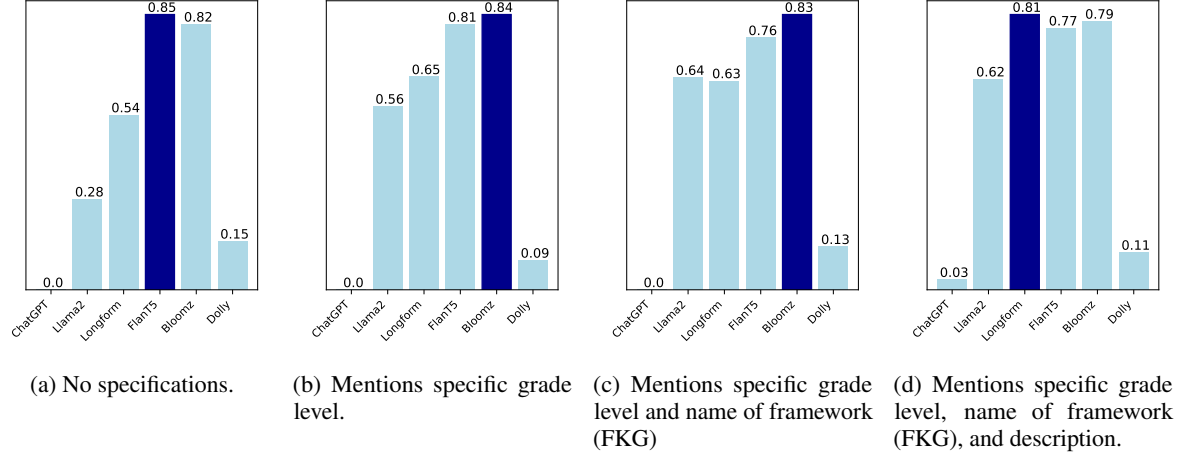 0.0 0.28 0.54 0.85 0.82 0.15
ChatGPT Llama2 Longform FlanT5 Bloomz Dolly
(a) No specifications.
0.0 0.56 0.65 0.81 0.84 0.09
ChatGPT Llama2 Longform FlanT5 Bloomz Dolly
(b) Mentions specific grade
level.
0.0 0.64 0.63 0.76 0.83 0.13
ChatGPT Llama2 Longform FlanT5 Bloomz Dolly
(c) Mentions specific grade
level and name of framework
(FKG)
0.03 0.62 0.81 0.77 0.79 0.11
ChatGPT Llama2 Longform FlanT5 Bloomz Dolly
(d) Mentions specific grade
level, name of framework
(FKG), and description.